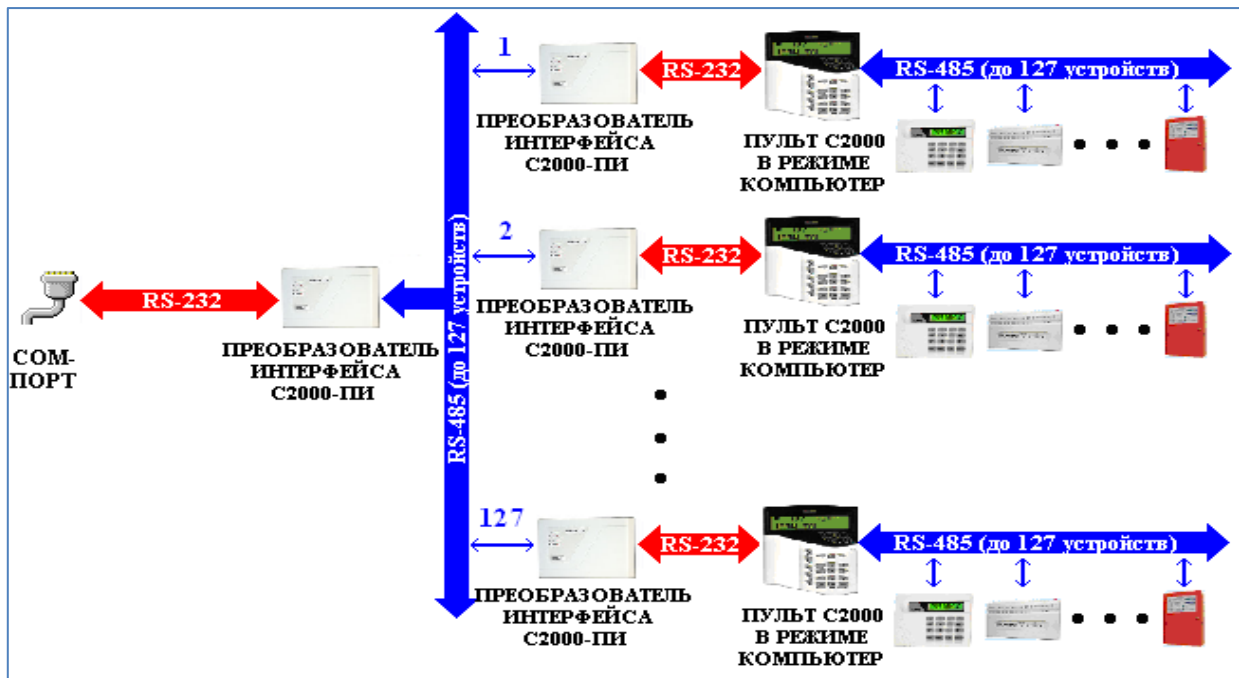 1
RS-232
RS-485 (до 127 устройств)
ПРЕОБРАЗОВАТЕЛЬ
ИНТЕРФЕЙСА
С2000-ПИ
ПУЛЬТ С2000
В РЕЖИМЕ
КОМПЬЮТЕР
2
RS-232
RS-485 (до 127 устройств)
ПРЕОБРАЗОВАТЕЛЬ
ИНТЕРФЕЙСА
С2000-ПИ
ПУЛЬТ С2000
В РЕЖИМЕ
КОМПЬЮТЕР
RS-232
COM-
ПОРТ
ПРЕОБРАЗОВАТЕЛЬ
ИНТЕРФЕЙСА
С2000-ПИ
RS-485 (до 127 устройств)
127
RS-232
RS-485 (до 127 устройств)
ПРЕОБРАЗОВАТЕЛЬ
ИНТЕРФЕЙСА
С2000-ПИ
ПУЛЬТ С2000
В РЕЖИМЕ
КОМПЬЮТЕР